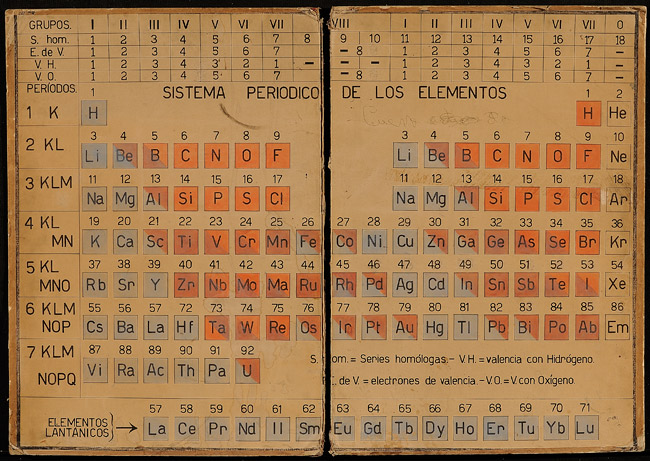 GRUPOS. I II III IV V VI VII VIII I II III IV V VI VII O
S. hom. 1 2 3 4 5 6 7 8 9 10 11 12 13 14 15 16 17 18
E. de V. 1 2 3 4 5 6 7 - 8 1 2 3 4 5 6 7 -
V. H. 1 2 3 4 3 2 1 - - - 1 2 3 4 3 2 1 -
V. O. 1 2 3 4 5 6 7 - 8 1 2 3 4 5 6 7 -
PERÍODOS. 1 SISTEMA PERIODICO DE LOS ELEMENTOS 1 2
1 K H H He
3 4 5 6 7 8 9 3 4 5 6 7 8 9 10
2 KL Li Be B C N O F Li Be B C N O F Ne
11 12 13 14 15 16 17 11 12 13 14 15 16 17 18
3 KLM Na Mg Al Si P S Cl Na Mg Al Si P S Cl Ar
19 20 21 22 23 24 25 26 27 28 29 30 31 32 33 34 35 36
4 KL MN K Ca Sc Ti V Cr Mn Fe Co Ni Cu Zn Ga Ge As Se Br Kr
37 38 39 40 41 42 43 44 45 46 47 48 49 50 51 52 53 54
5 KL MNO Rb Sr Y Zr Nb Mo Ma Ru Rh Pd Ag Cd In Sn Sb Te I Xe
55 56 57 72 73 74 75 76 77 78 79 80 81 82 83 84 85 86
6 KLM NOP Cs Ba La Hf Ta W Re Os Ir Pt Au Hg Tl Pb Bi Po Ab Em
87 88 89 90 91 92
7 KLM NOPQ Vi Ra Ac Th Pa U
S. hom. = Series homólogas.- V.H. = valencia con Hidrógeno.
E. de V. = electrones de valencia.- V.O. = V. con Oxígeno.
57 58 59 60 61 62 63 64 65 66 67 68 69 70 71
ELEMENTOS LANTÁNICOS → La Ce Pr Nd Il Sm Eu Gd Tb Dy Ho Er Tu Yb Lu